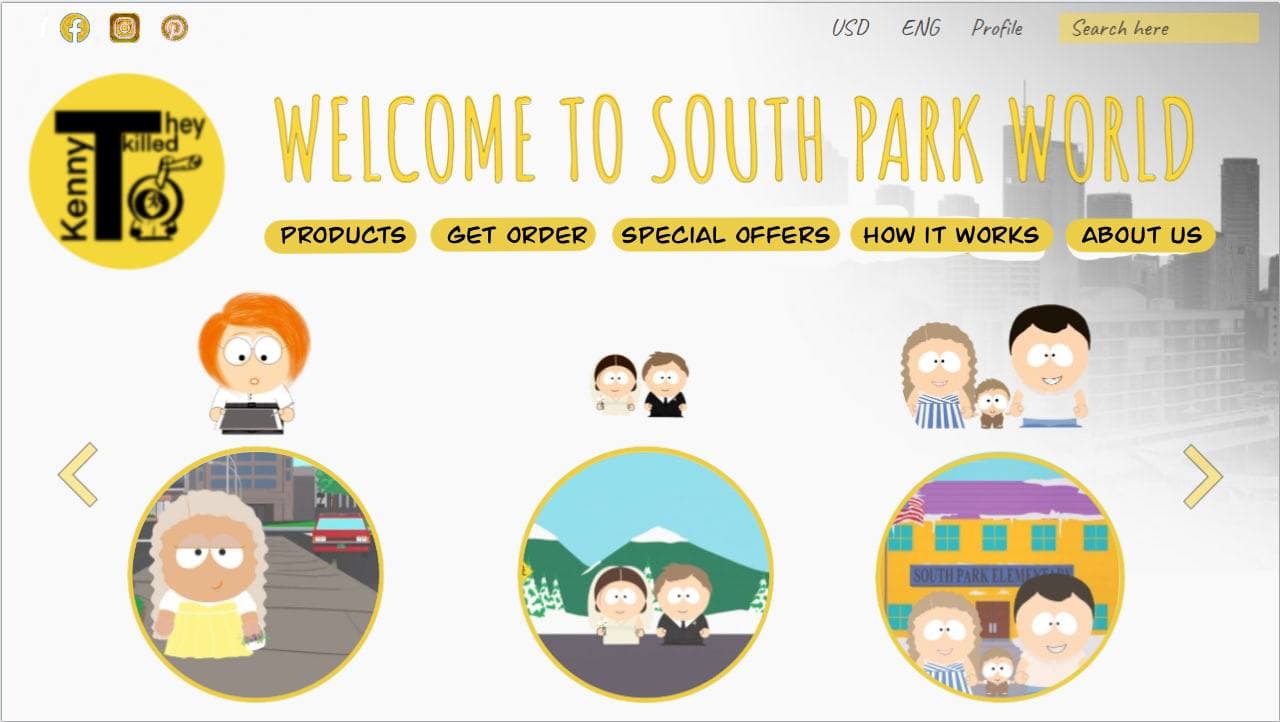 USD ENG Profile Search here
They
killed
Kenny
WELCOME TO SOUTH PARK WORLD
PRODUCTS GET ORDER SPECIAL OFFERS HOW IT WORKS ABOUT US
SOUTH PARK ELEMENTARY